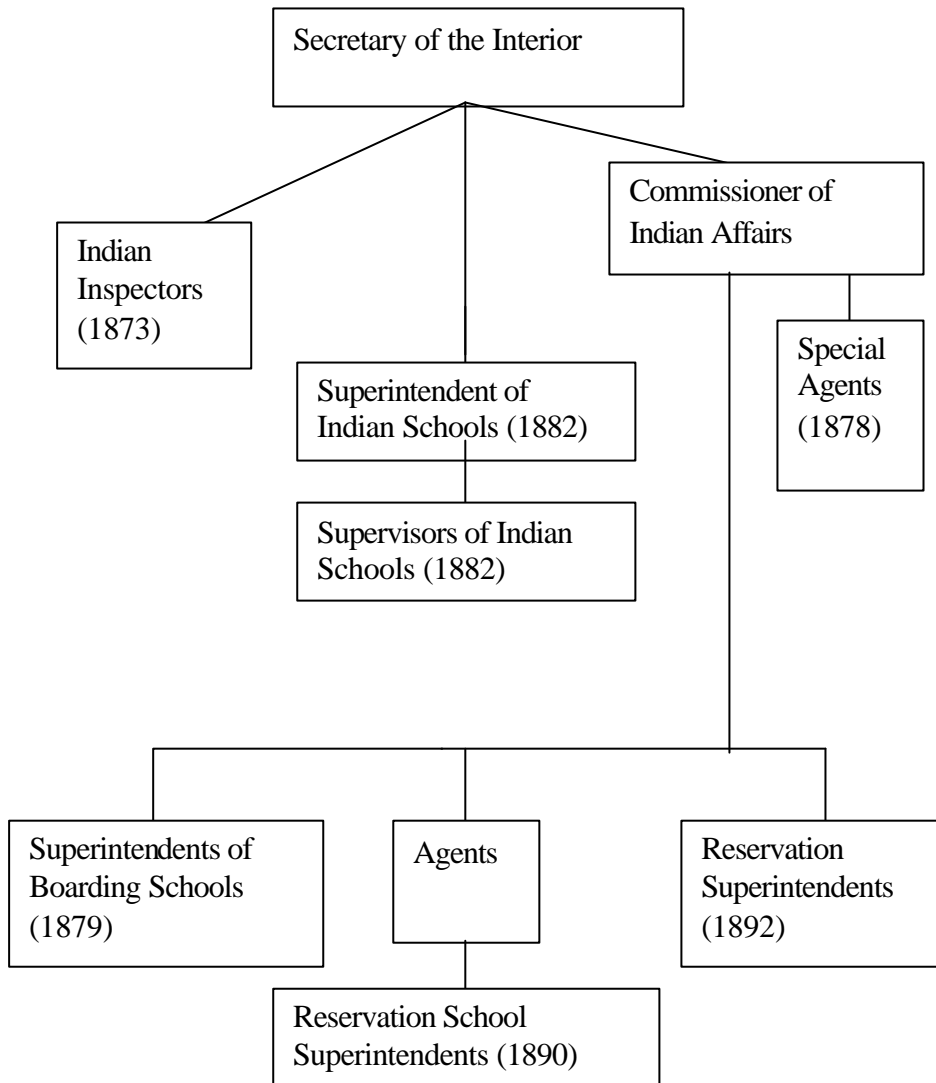 Secretary of the Interior
Commissioner of
Indian Affairs
Indian
Inspectors
(1873)
Special
Agents
(1878)
Superintendent of
Indian Schools (1882)
Supervisors of Indian
Schools (1882)
Superintendents of
Boarding Schools
(1879)
Agents
Reservation
Superintendents
(1892)
Reservation School
Superintendents (1890)